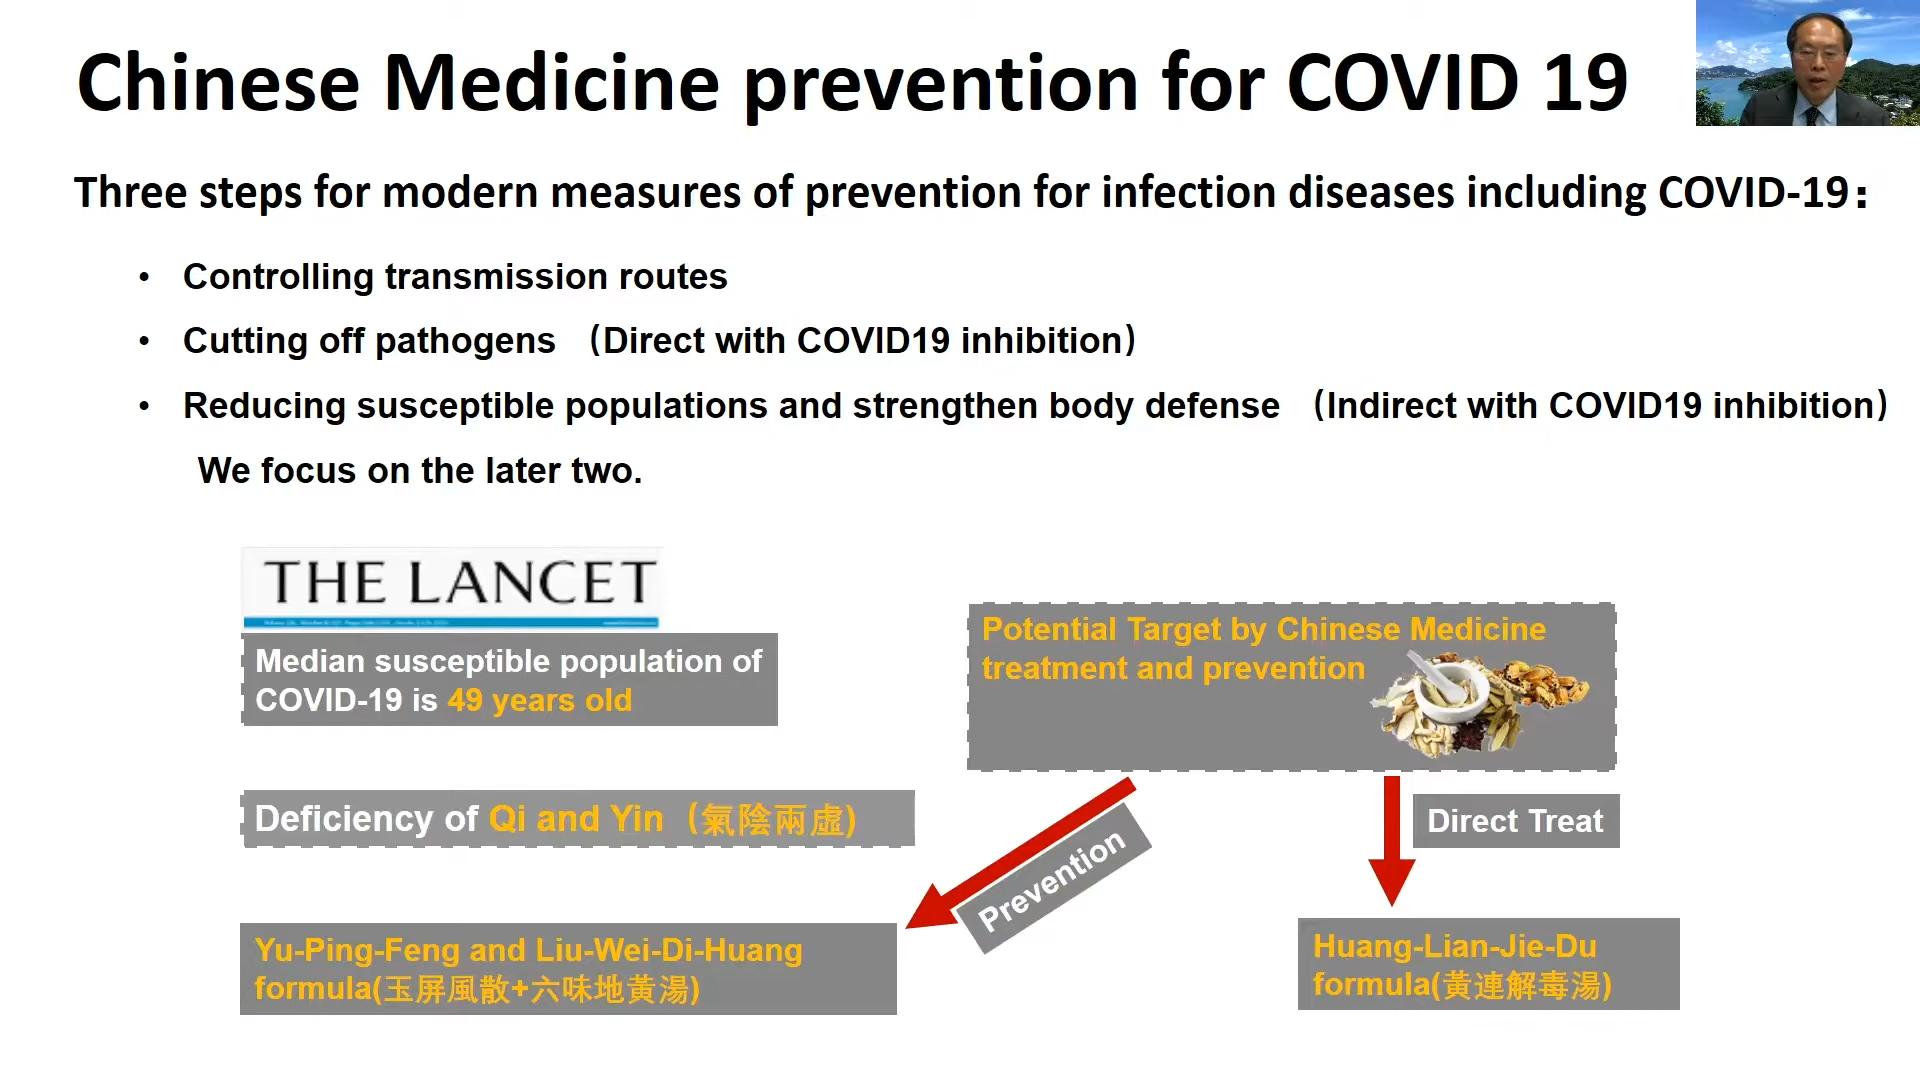 Chinese Medicine prevention for COVID 19
Three steps for modern measures of prevention for infection diseases including COVID-19：
• Controlling transmission routes
• Cutting off pathogens （Direct with COVID19 inhibition）
• Reducing susceptible populations and strengthen body defense （Indirect with COVID19 inhibition）
We focus on the later two.
THE LANCET
Median susceptible population of
COVID-19 is 49 years old
Potential Target by Chinese Medicine
treatment and prevention
Deficiency of Qi and Yin（氣陰兩虛)
Prevention
Direct Treat
Yu-Ping-Feng and Liu-Wei-Di-Huang
formula(玉屏風散+六味地黃湯)
Huang-Lian-Jie-Du
formula(黃連解毒湯)